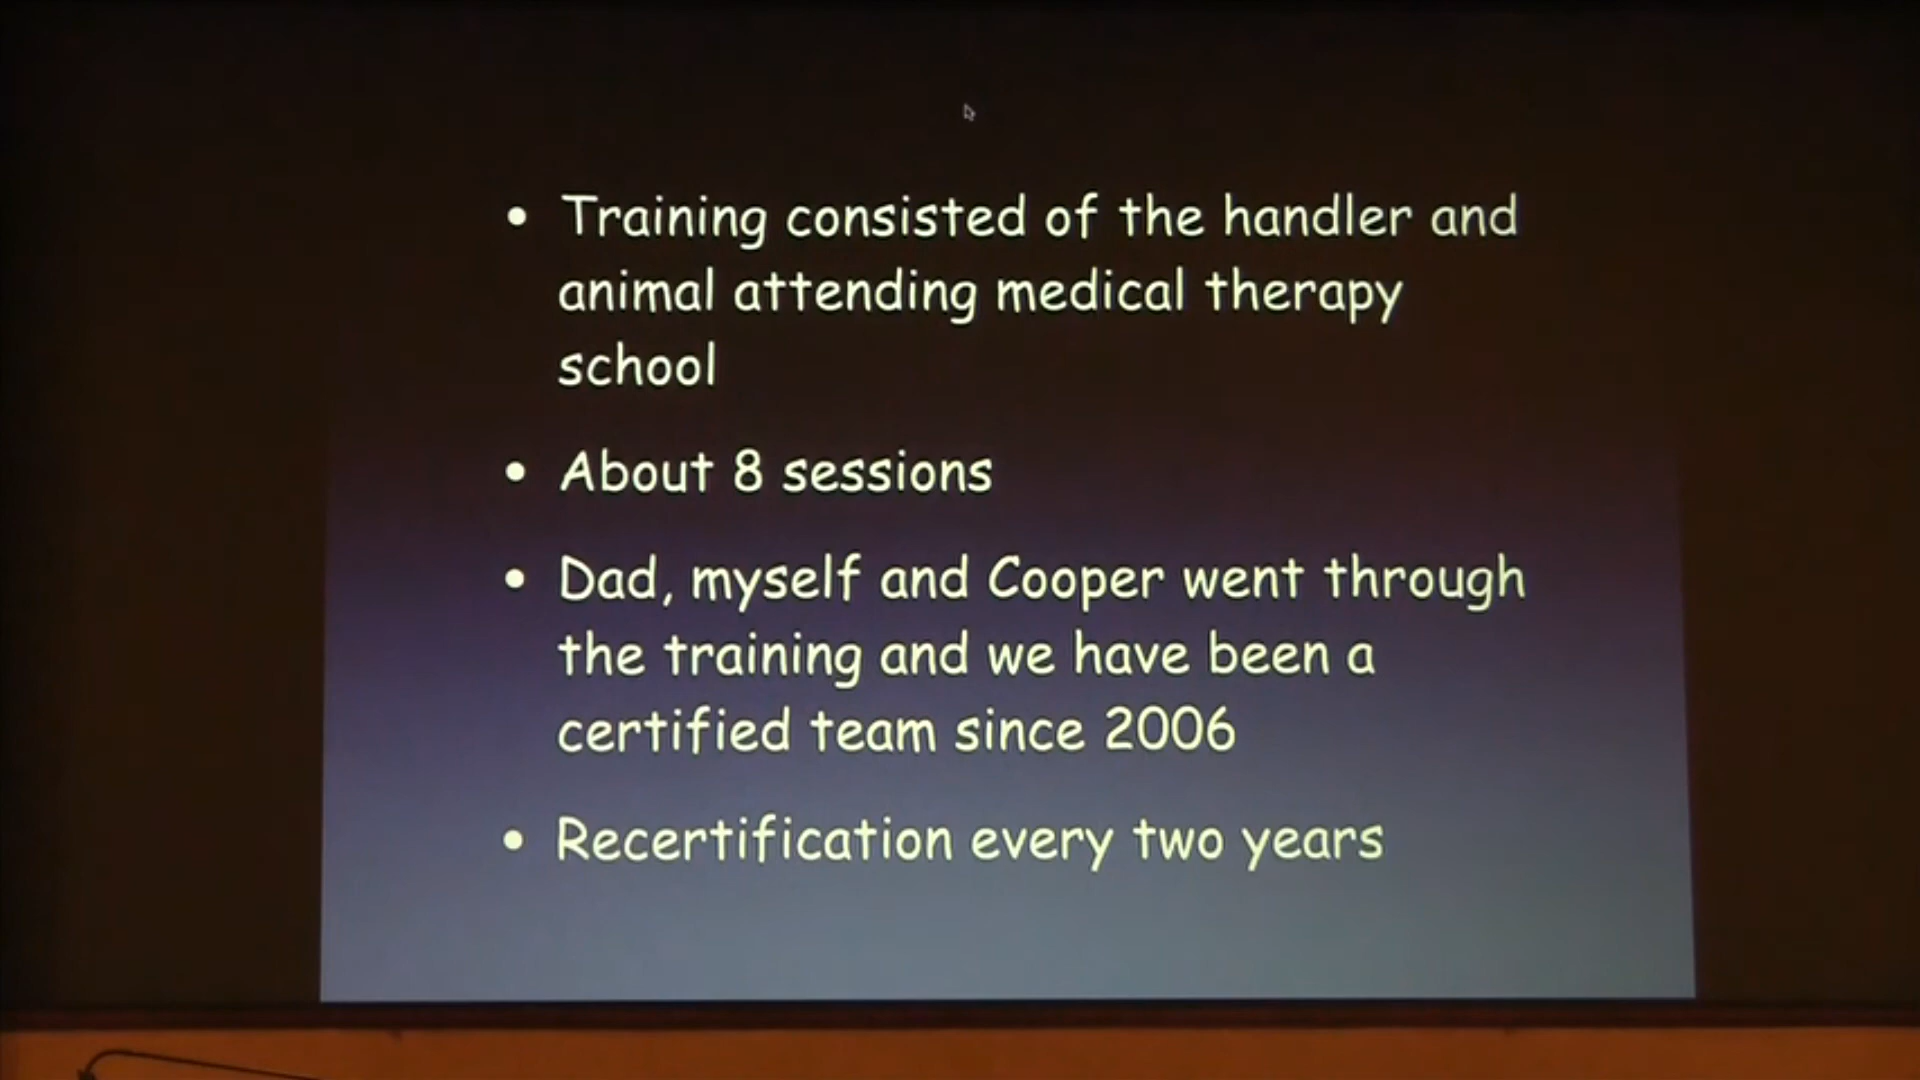 • Training consisted of the handler and
animal attending medical therapy
school
• About 8 sessions
• Dad, myself and Cooper went through
the training and we have been a
certified team since 2006
• Recertification every two years